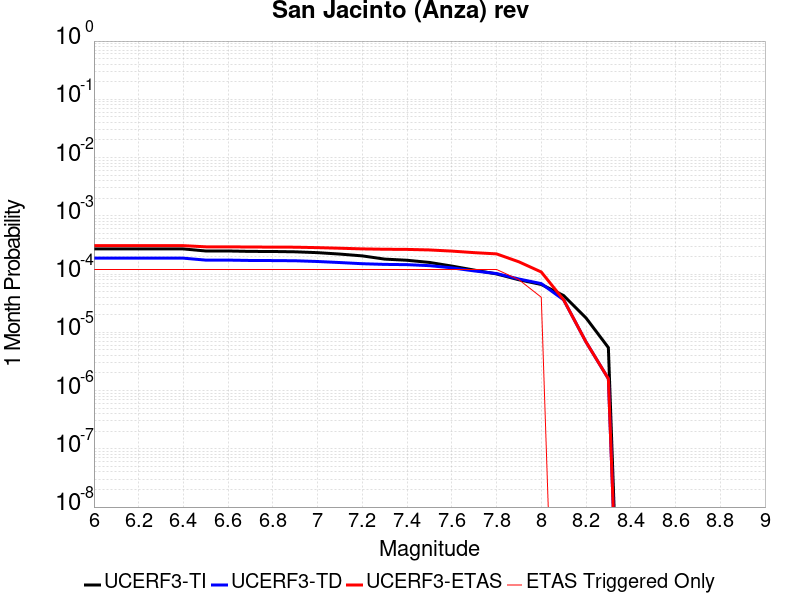 San Jacinto (Anza) rev
1 Month Probability
10^0
10^-1
10^-2
10^-3
10^-4
10^-5
10^-6
10^-7
10^-8
6 6.2 6.4 6.6 6.8 7 7.2 7.4 7.6 7.8 8 8.2 8.4 8.6 8.8 9
Magnitude
UCERF3-TI UCERF3-TD UCERF3-ETAS ETAS Triggered Only